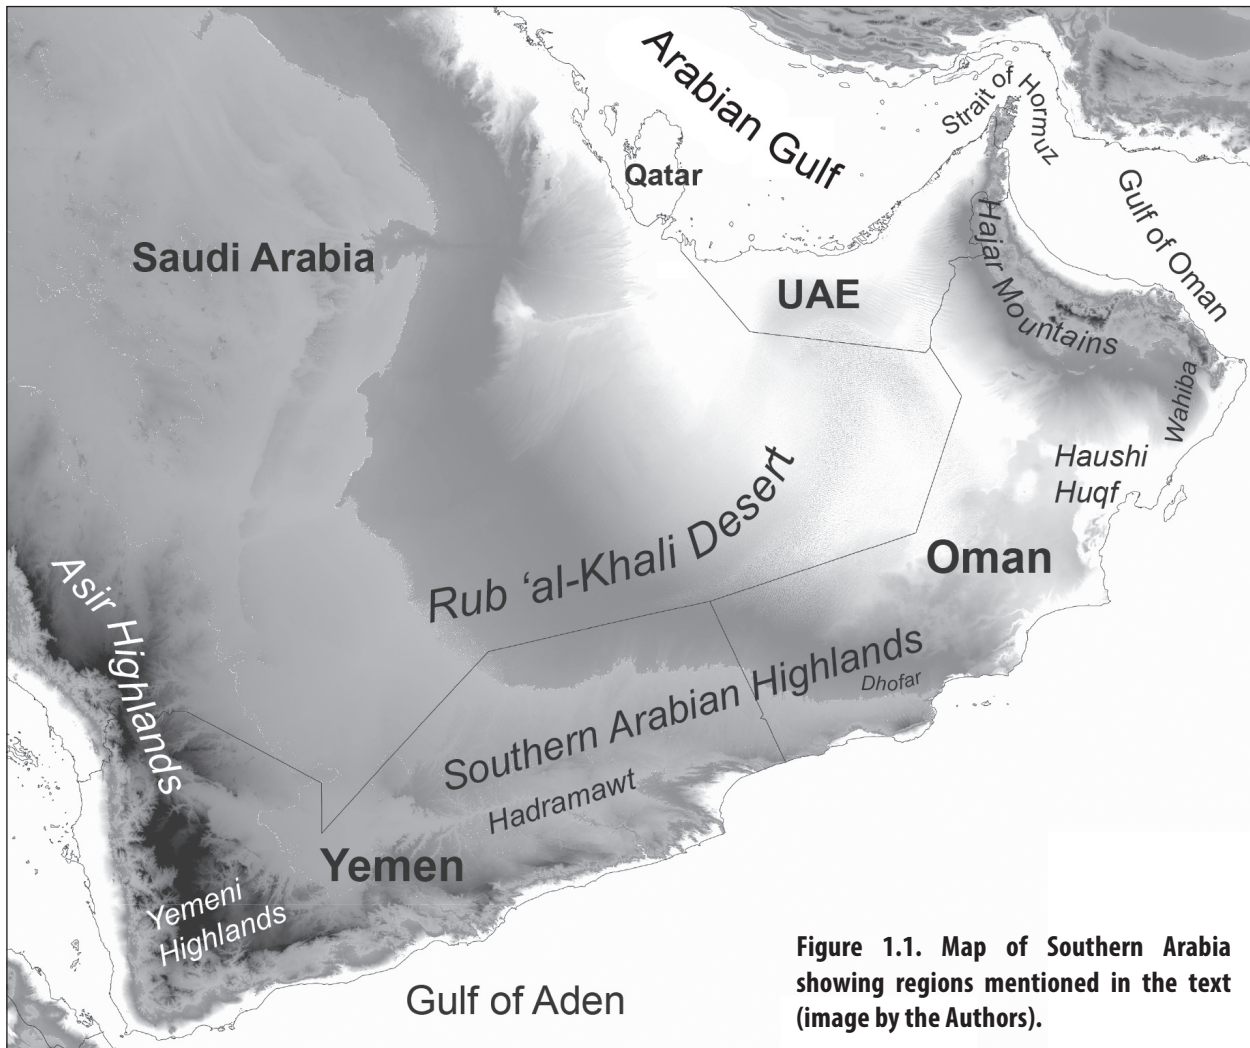 Arabian Gulf
Strait of Hormuz
Qatar
Gulf of Oman
Saudi Arabia
UAE
Hajar Mountains
Wahiba
Haushi
Huqf
Rub ‘al-Khali Desert
Oman
Asir Highlands
Southern Arabian Highlands
Dhofar
Hadramawt
Yemen
Yemeni
Highlands
Gulf of Aden
Figure 1.1. Map of Southern Arabia
showing regions mentioned in the text
(image by the Authors).